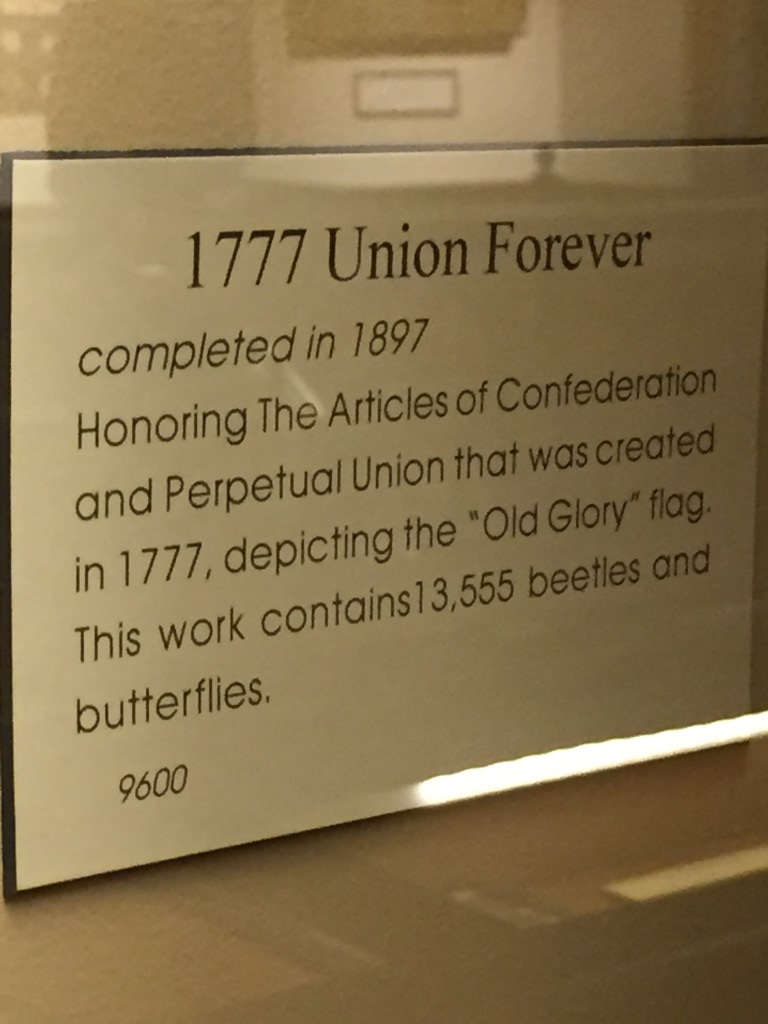 1777 Union Forever
completed in 1897
Honoring The Articles of Confederation
and Perpetual Union that was created
in 1777, depicting the "Old Glory" flag.
This work contains13,555 beetles and
butterflies.
9600